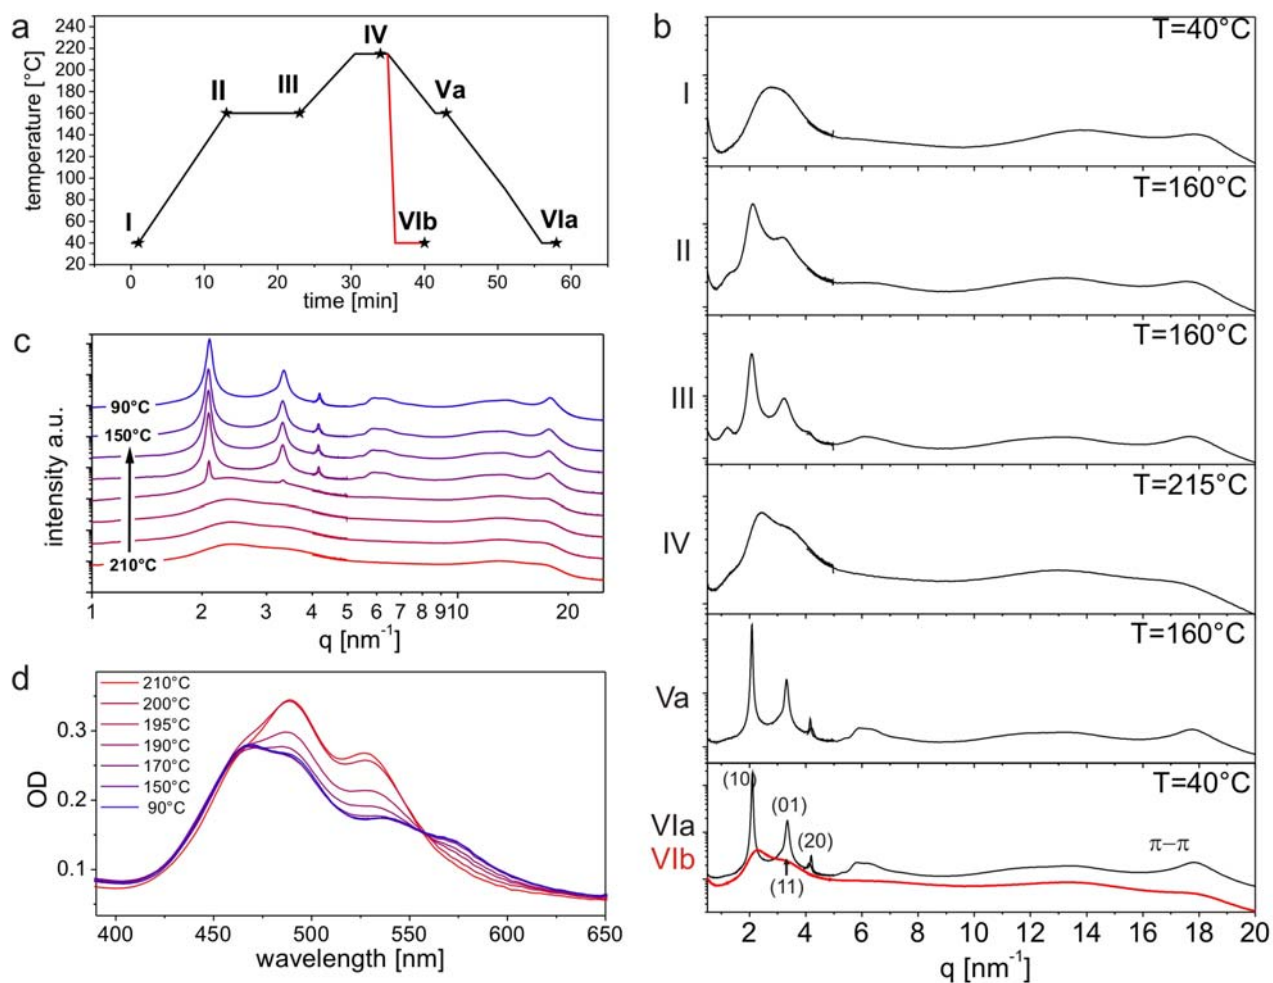 a
temperature [°C]
240
220
200
180
160
140
120
100
80
60
40
20
I
II
III
IV
Va
VIb
VIa
0
10
20
30
40
50
60
time [min]
b
I
T=40°C
II
T=160°C
III
T=160°C
IV
T=215°C
Va
T=160°C
VIa
VIb
T=40°C
(10)
(01)
(20)
(11)
π−π
2
4
6
8
10
12
14
16
18
20
q [nm⁻¹]
c
intensity a.u.
90°C
150°C
210°C
1
2
3
4
5
6
7
8
9
10
20
q [nm⁻¹]
d
OD
0.3
0.2
0.1
210°C
200°C
195°C
190°C
170°C
150°C
90°C
400
450
500
550
600
650
wavelength [nm]